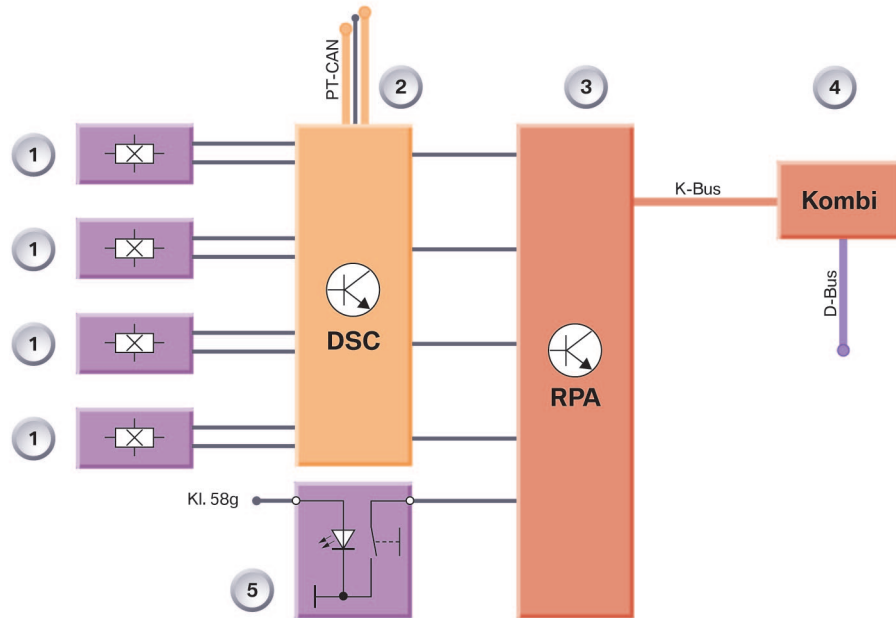 PT-CAN
2
3
4
1
K-Bus
Kombi
1
D-Bus
DSC
1
RPA
1
Kl. 58g
5